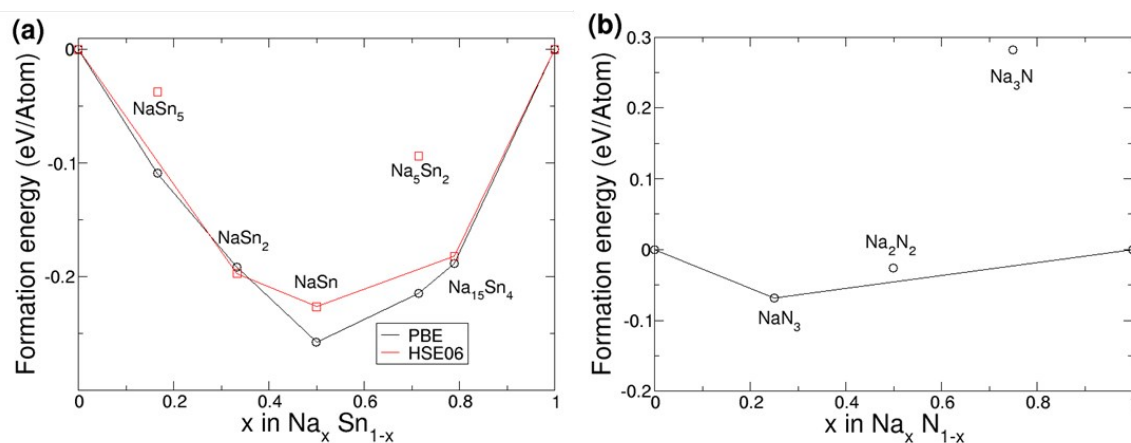 (a)
0
-0.1
-0.2
Formation energy (eV/Atom)
NaSn₅
NaSn₂
NaSn
Na₅Sn₂
Na₁₅Sn₄
PBE
HSE06
0 0.2 0.4 0.6 0.8 1
x in Naₓ Sn₁₋ₓ
(b)
0.3
0.2
0.1
0
-0.1
-0.2
Formation energy (eV/Atom)
Na₃N
Na₂N₂
NaN₃
0 0.2 0.4 0.6 0.8 1
x in Naₓ N₁₋ₓ